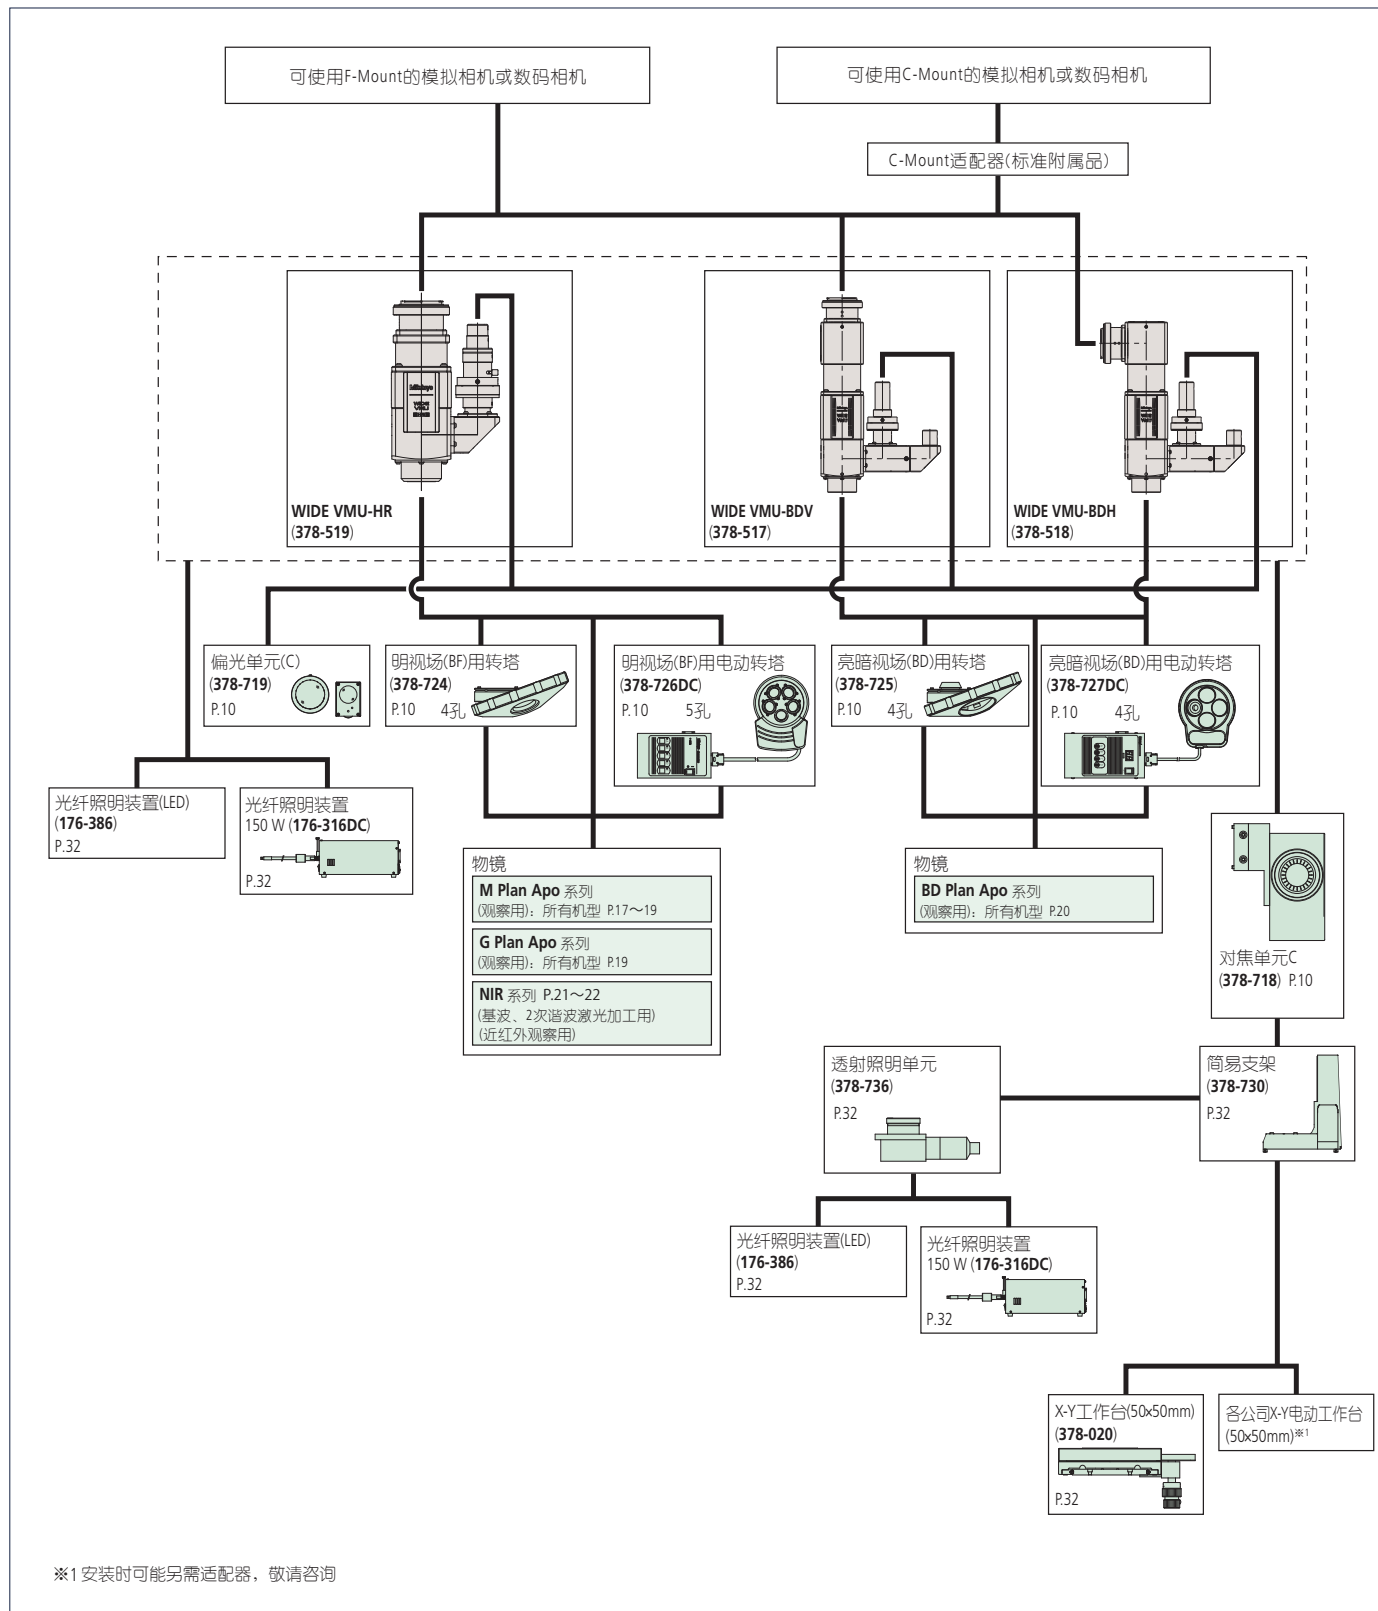 可使用F-Mount的模拟相机或数码相机
可使用C-Mount的模拟相机或数码相机
C-Mount适配器(标准附属品)
Mitutoyo
WIDE VMU-HR
(378-519)
WIDE VMU-BDV
(378-517)
WIDE VMU-BDH
(378-518)
偏光单元(C)
(378-719)
P.10
明视场(BF)用转塔
(378-724)
P.10 4孔
明视场(BF)用电动转塔
(378-726DC)
P.10 5孔
亮暗视场(BD)用转塔
(378-725)
P.10 4孔
亮暗视场(BD)用电动转塔
(378-727DC)
P.10 4孔
光纤照明装置(LED)
(176-386)
P.32
光纤照明装置
150 W (176-316DC)
P.32
物镜
M Plan Apo 系列
(观察用): 所有机型 P.17～19
G Plan Apo 系列
(观察用): 所有机型 P.19
NIR 系列 P.21～22
(基波、2次谐波激光加工用)
(近红外观察用)
物镜
BD Plan Apo 系列
(观察用): 所有机型 P.20
对焦单元C
(378-718) P.10
透射照明单元
(378-736)
P.32
简易支架
(378-730)
P.32
光纤照明装置(LED)
(176-386)
P.32
光纤照明装置
150 W (176-316DC)
P.32
X-Y工作台(50x50mm)
(378-020)
P.32
各公司X-Y电动工作台
(50x50mm)※1
※1 安装时可能另需适配器，敬请咨询